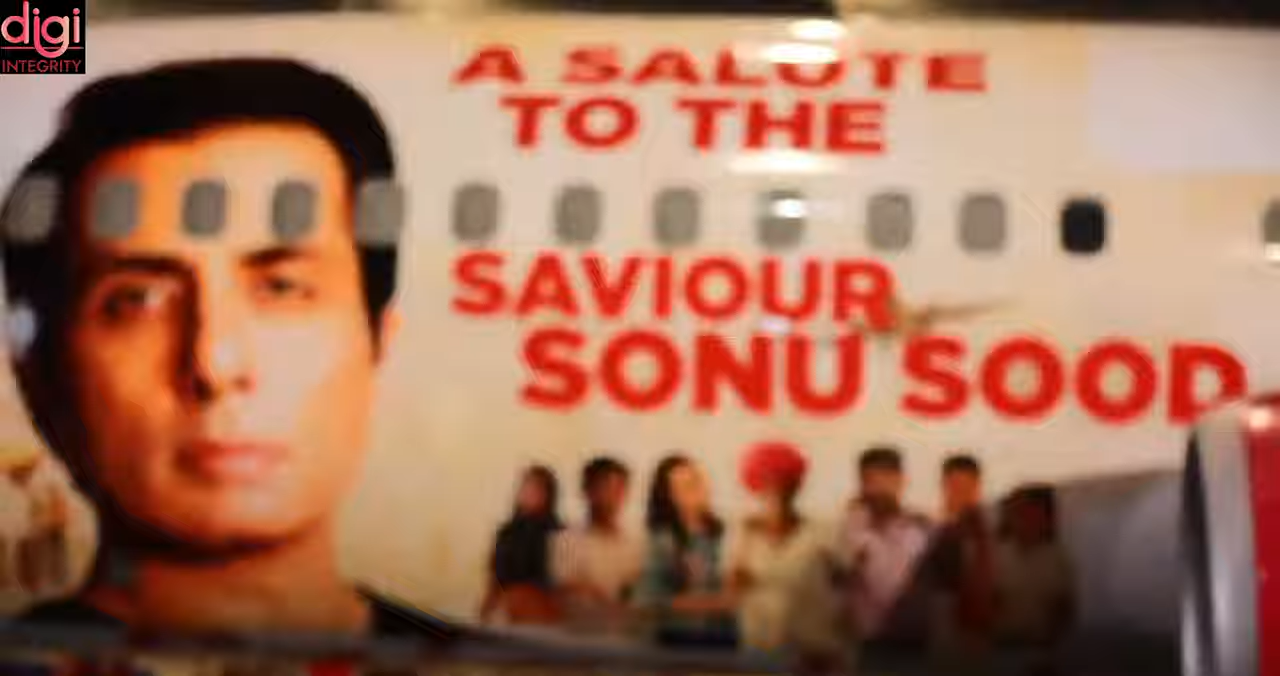 digi
INTEGRITY
A SALUTE
TO THE
SAVIOUR
SONU SOOD